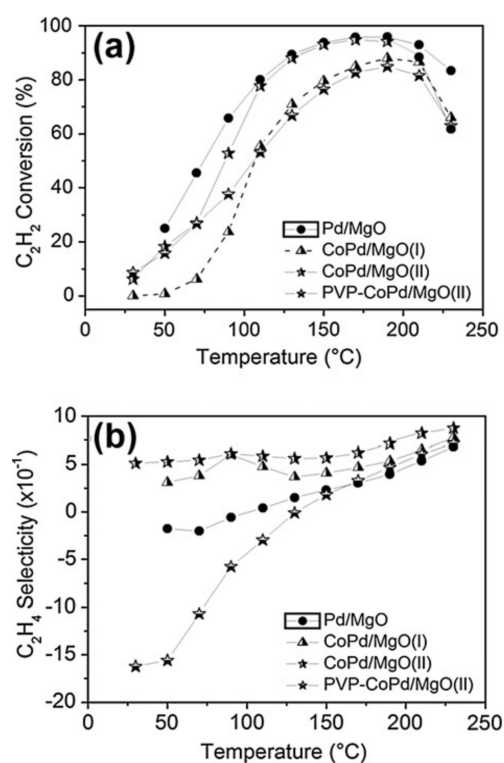 (a)
C₂H₂ Conversion (%)
100
80
60
40
20
0
Pd/MgO
CoPd/MgO(I)
CoPd/MgO(II)
PVP-CoPd/MgO(II)
0 50 100 150 200 250
Temperature (°C)
(b)
C₂H₄ Selecticity (x10⁻¹)
10
5
0
-5
-10
-15
-20
Pd/MgO
CoPd/MgO(I)
CoPd/MgO(II)
PVP-CoPd/MgO(II)
0 50 100 150 200 250
Temperature (°C)